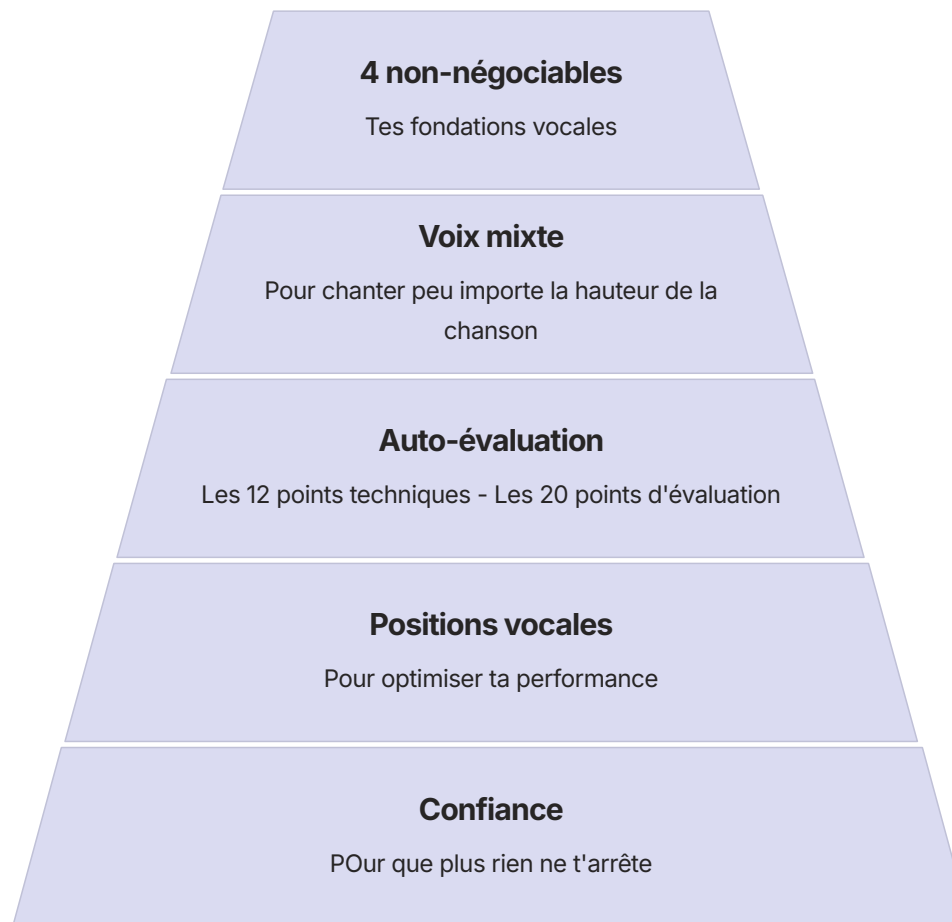 4 non-négociables
Tes fondations vocales
Voix mixte
Pour chanter peu importe la hauteur de la
chanson
Auto-évaluation
Les 12 points techniques - Les 20 points d'évaluation
Positions vocales
Pour optimiser ta performance
Confiance
POur que plus rien ne t'arrête